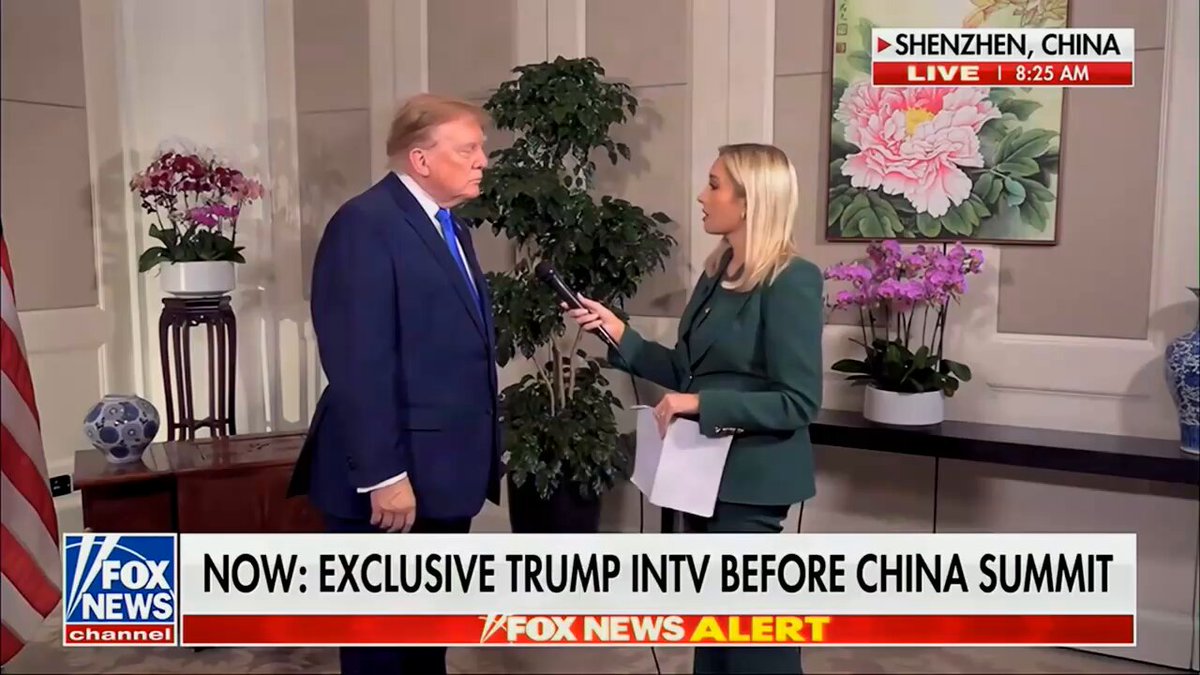 SHENZHEN, CHINA
LIVE | 8:25 AM
FOX
NEWS
channel
NOW: EXCLUSIVE TRUMP INTV BEFORE CHINA SUMMIT
FOX NEWS ALERT